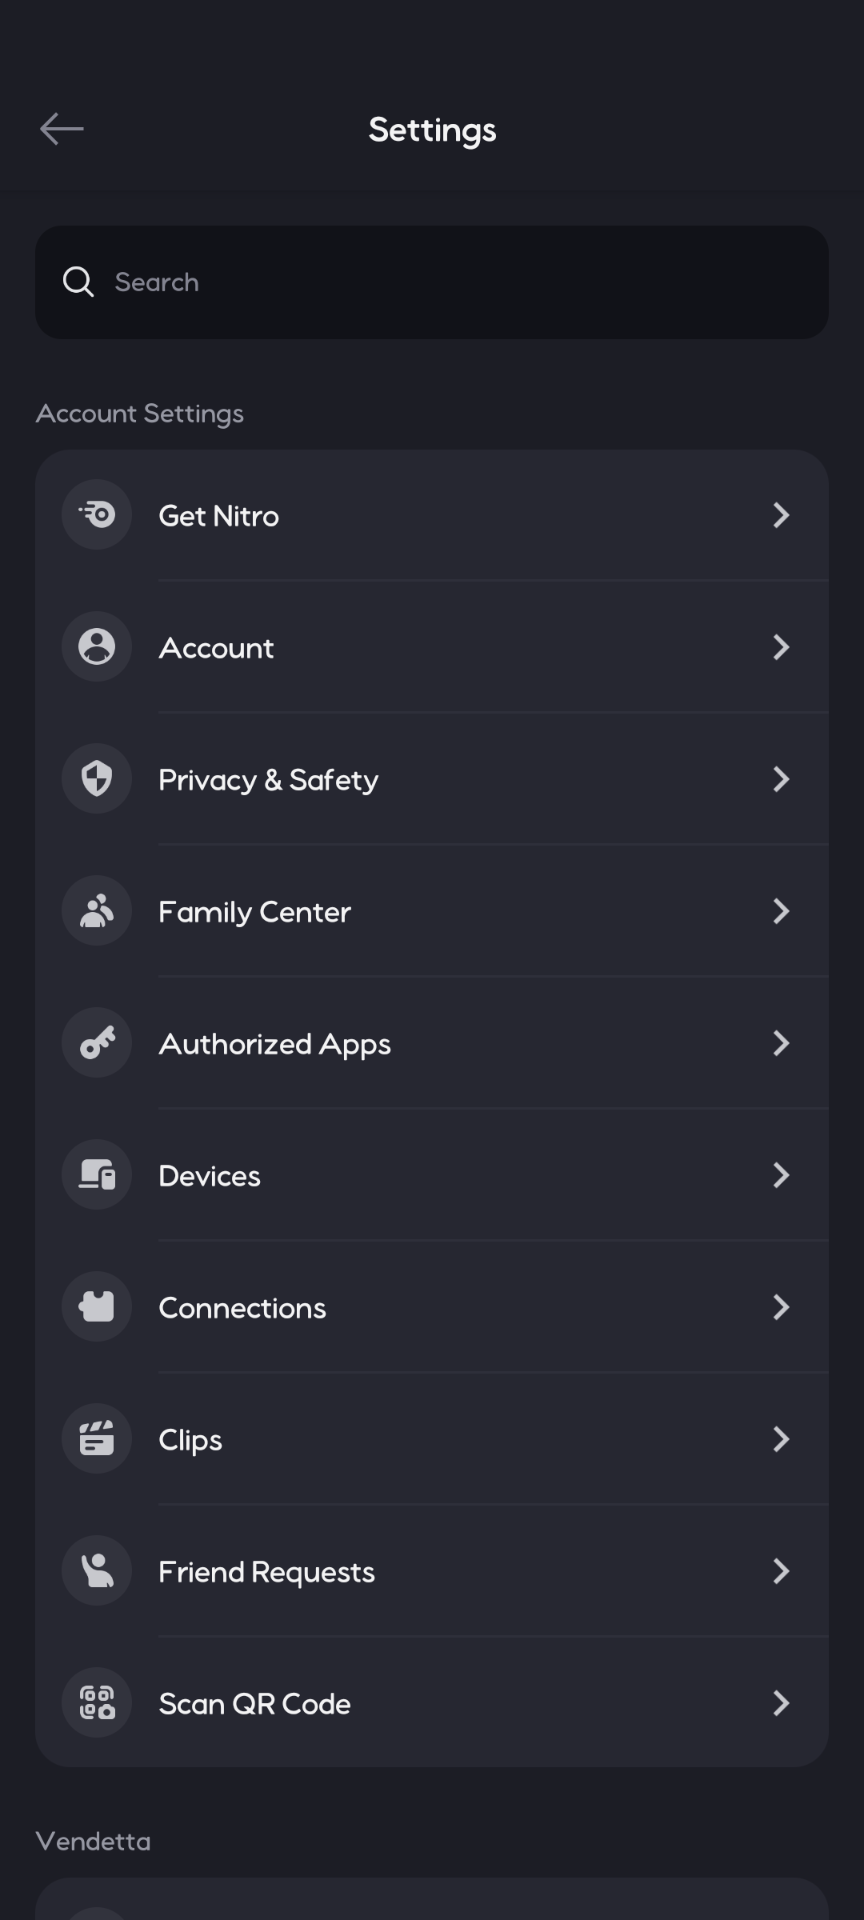 Settings
Search
Account Settings
Get Nitro
Account
Privacy & Safety
Family Center
Authorized Apps
Devices
Connections
Clips
Friend Requests
Scan QR Code
Vendetta